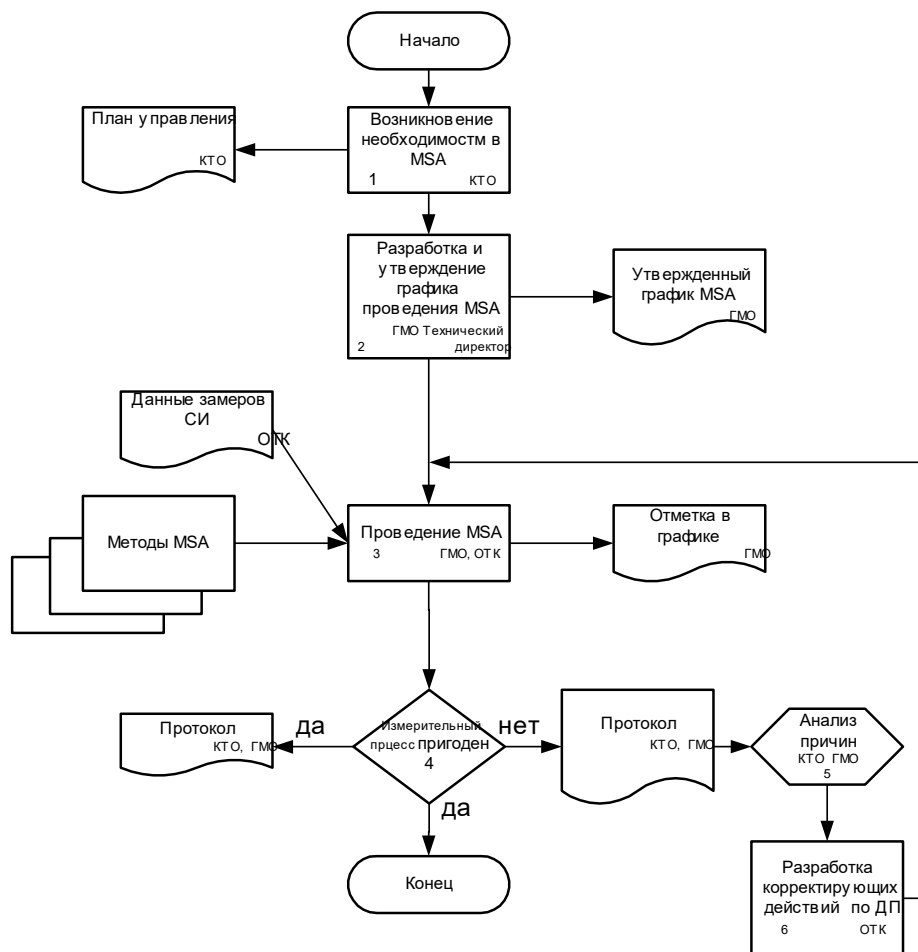 Начало
План управления
КТО
Возникновение
необходимостм в
MSA
1 КТО
Разработка и
утверждение
графика
проведения MSA
ГМО Технический
2 директор
Утвержденный
график MSA
ГМО
Данные замеров
СИ
ОТК
Методы MSA
Проведение MSA
3 ГМО, ОТК
Отметка в
графике
ГМО
Измерительный
прцесс пригоден
4
да
нет
да
Протокол
КТО, ГМО
Протокол
КТО, ГМО
Анализ
причин
КТО ГМО
5
Конец
Разработка
корректирующих
действий по ДП
6 ОТК